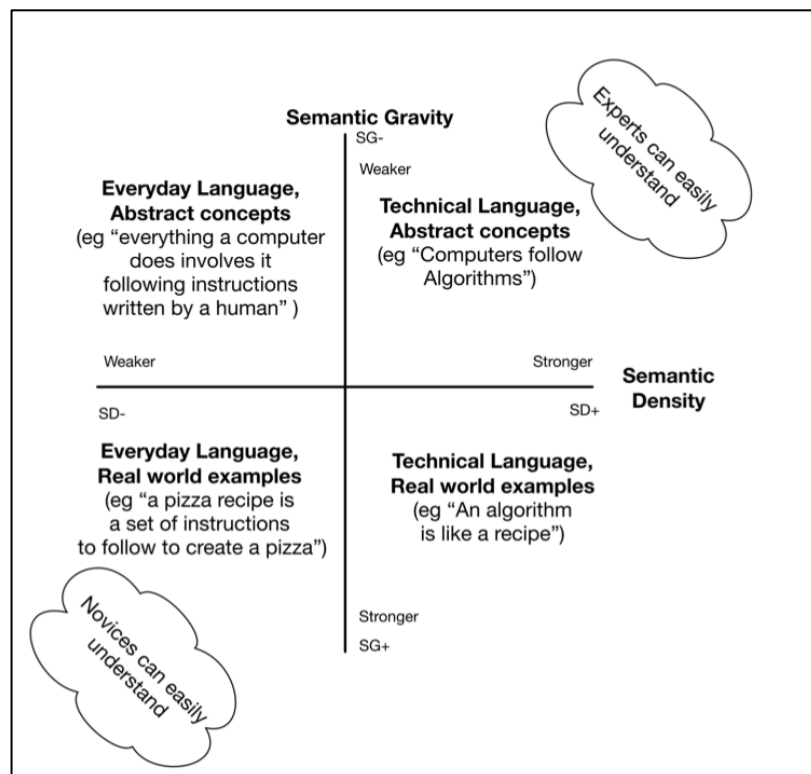 Semantic Gravity
SG-
Weaker
Experts can easily
understand
Everyday Language,
Abstract concepts
(eg “everything a computer
does involves it
following instructions
written by a human” )
Technical Language,
Abstract concepts
(eg “Computers follow
Algorithms”)
Weaker
Stronger
Semantic
Density
SD-
SD+
Everyday Language,
Real world examples
(eg “a pizza recipe is
a set of instructions
to follow to create a pizza”)
Technical Language,
Real world examples
(eg “An algorithm
is like a recipe”)
Stronger
SG+
Novices can easily
understand